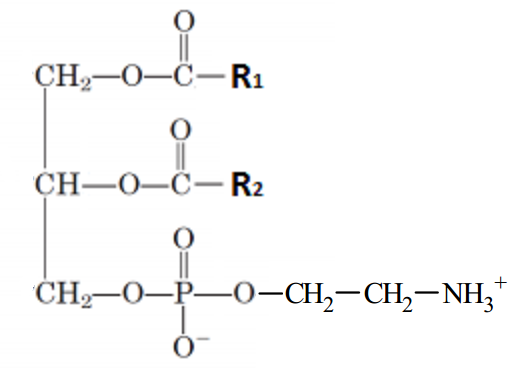 O
CH₂—O—C—R₁
O
CH—O—C—R₂
O
CH₂—O—P—O—CH₂—CH₂—NH₃⁺
O⁻